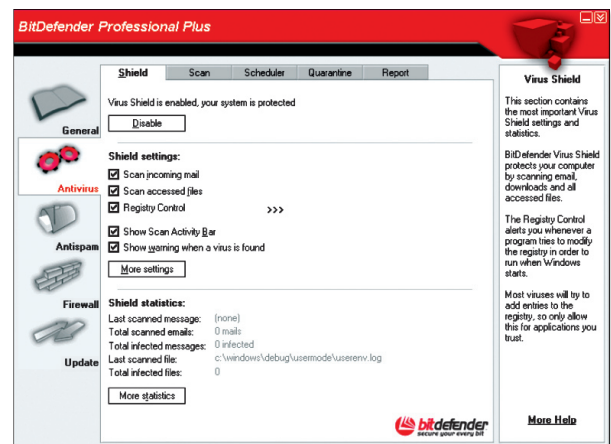 BitDefender Professional Plus
General
Antivirus
Antispam
Firewall
Update
Shield Scan Scheduler Quarantine Report
Virus Shield is enabled, your system is protected
Disable
Shield settings:
Scan incoming mail
Scan accessed files
Registry Control >>>
Show Scan Activity Bar
Show warning when a virus is found
More settings
Shield statistics:
Last scanned message: (none)
Total scanned emails: 0 mails
Total infected messages: 0 infected
Last scanned file: c:\windows\debug\usermode\userenv.log
Total infected files: 0
More statistics
bitdefender
secure your every bit
Virus Shield
This section contains
the most important Virus
Shield settings and
statistics.
BitDefender Virus Shield
protects your computer
by scanning email,
downloads and all
accessed files.
The Registry Control
alerts you whenever a
program tries to modify
the registry in order to
run when Windows
starts.
Most viruses will try to
add entries to the
registry, so only allow
this for applications you
trust.
More Help